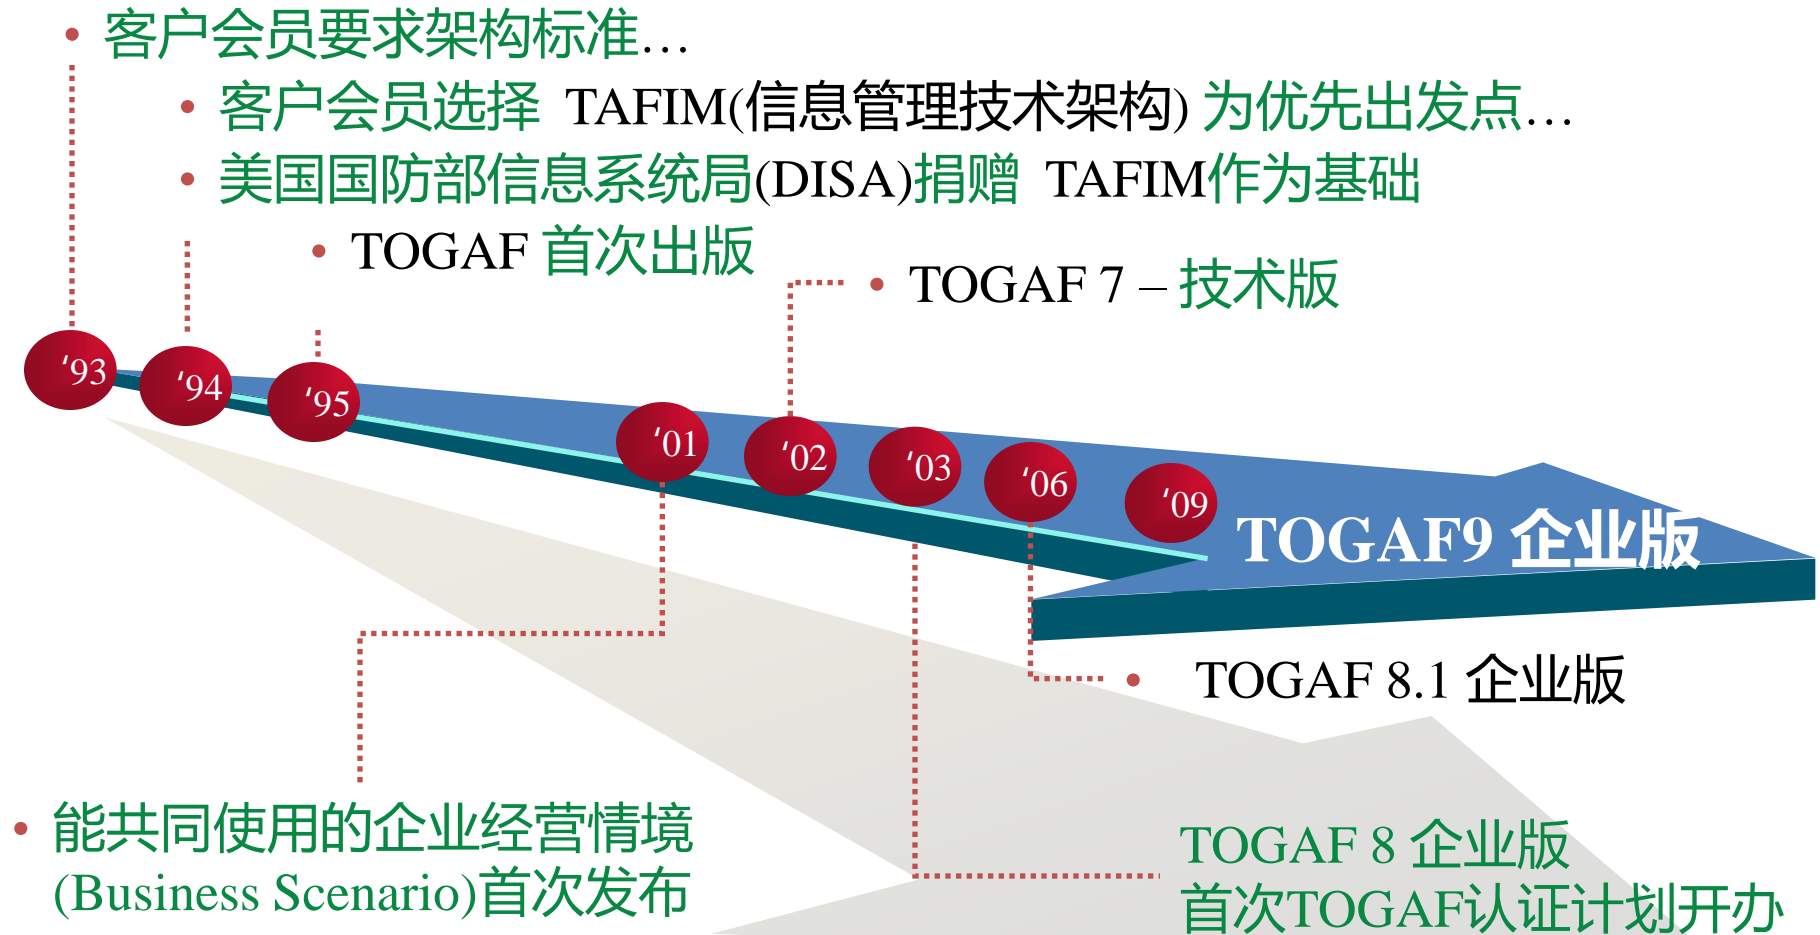 • 客户会员要求架构标准…
• 客户会员选择 TAFIM(信息管理技术架构) 为优先出发点…
• 美国国防部信息系统局(DISA)捐赠 TAFIM作为基础
• TOGAF 首次出版
• TOGAF 7 – 技术版
‘93
‘94
‘95
‘01
‘02
‘03
‘06
‘09
TOGAF9 企业版
• TOGAF 8.1 企业版
• 能共同使用的企业经营情境
(Business Scenario)首次发布
TOGAF 8 企业版
首次TOGAF认证计划开办